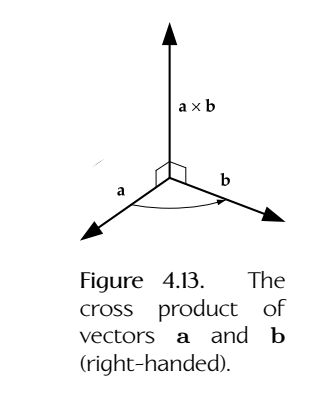 a × b
a
b
Figure 4.13. The
cross product of
vectors a and b
(right-handed).